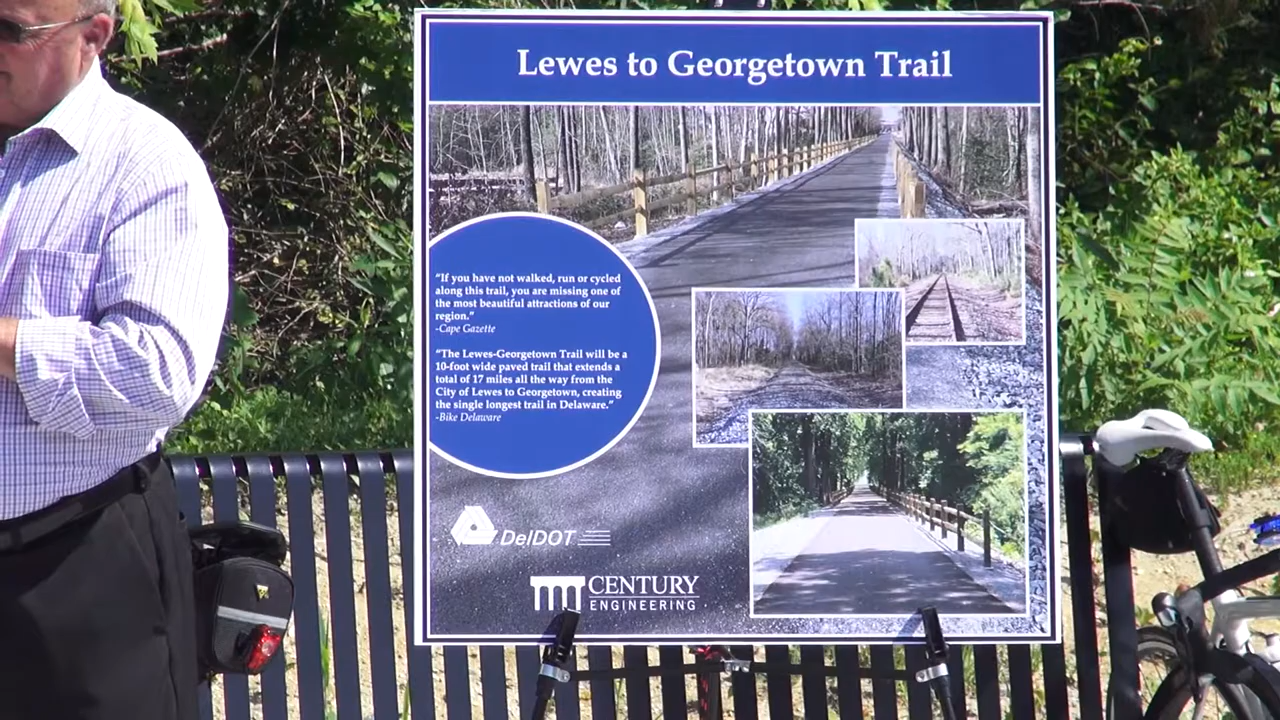 Lewes to Georgetown Trail
“If you have not walked, run or cycled
along this trail, you are missing one of
the most beautiful attractions of our
region.”
-Cape Gazette
“The Lewes-Georgetown Trail will be a
10-foot wide paved trail that extends a
total of 17 miles all the way from the
City of Lewes to Georgetown, creating
the single longest trail in Delaware.”
-Bike Delaware
DelDOT
CENTURY
ENGINEERING